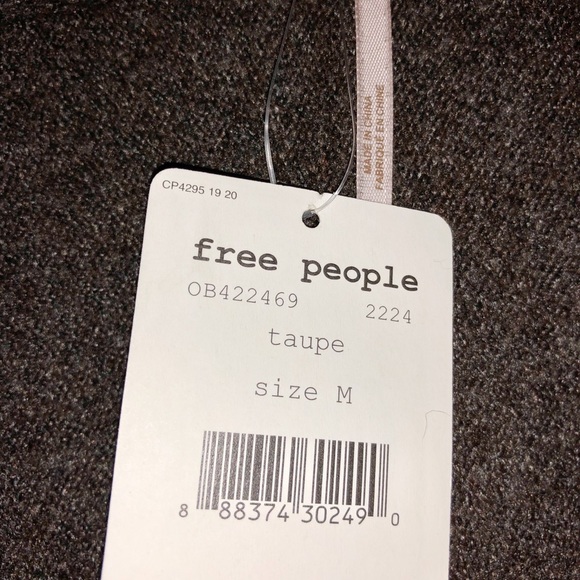 CP4295 19 20
free people
OB422469 2224
taupe
size M
8 88374 30249 0
MADE IN CHINA
FABRIQUE EN CHINE